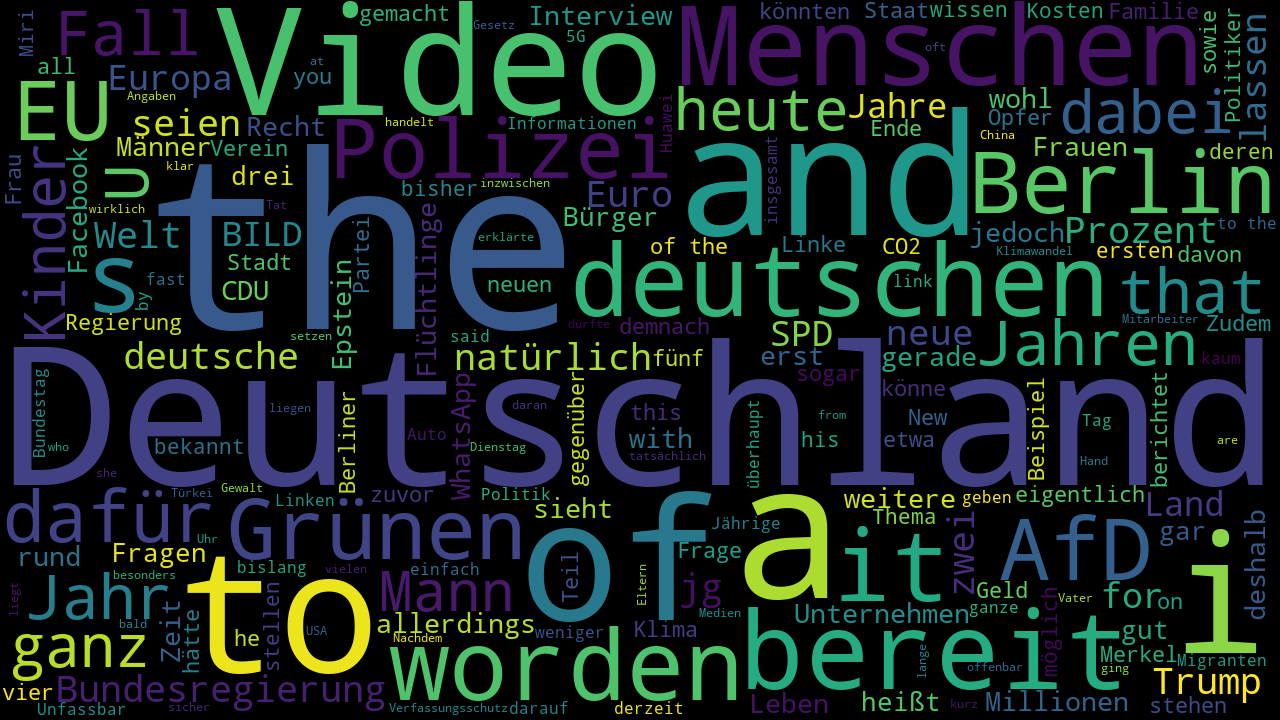 Miri
Fall
Video
gemacht
Gesetz
Interview
5G
Menschen
könnten
Staat
wissen
oft
Kosten
Familie
sowie
Politiker
lassen
all
Europa
at
you
Angaben
EU
seien
Recht
handelt
Informationen
Huawei
heute
Jahre
Ende
wohl
Opfer
China
dabei
Frauen
deren
Männer
Verein
Polizei
insgesamt
and
Berlin
Frau
Kinder
Facebook
klar
u
drei
bisher
inzwischen
Euro
Bürger
wirklich
Tat
the
Welt
BILD
Partei
erklärte
of the
Linke
CO2
jedoch
Prozent
to the
Klimawandel
ersten
davon
s
fast
by
Stadt
CDU
Epstein
Flüchtlinge
neuen
deutschen
link
that
Regierung
setzen
said
durfte
demnach
SPD
neue
Mitarbeiter
Zudem
deutsche
natürlich
fünf
erst
gerade
Jahren
kaum
sogar
Deutschland
Bundestag
who
liegen
Berliner
WhatsApp
daran
gegenüber
this
überhaupt
from
könne
New
Beispiel
Tag
berichtet
are
bekannt
Auto
Dienstag
with
tatsächlich
his
etwa
Hand
she
dafür
Türkei
Gewalt
Linken
zuvor
Politik
sieht
of
a
weitere
geben
eigentlich
Land
Grünen
Uhr
Jährige
Thema
it
zwei
AfD
gar
deshalb
i
rund
Fragen
bislang
vielen
einfach
Teil
Frage
besonders
liegt
Jahr
to
Mann
Eltern
jg
Geld
ganze
Vater
for
on
bald
Zeit
hätte
stellen
he
USA
allerdings
Nachdem
weniger
Klima
Medien
Unternehmen
möglich
gut
ganz
worden
bereit
lange
offenbar
Merkel
Migranten
ging
vier
Bundesregierung
Trump
Unfassbar
sicher
Verfassungsschutz
darauf
derzeit
Leben
heißt
kurz
Millionen
stehen